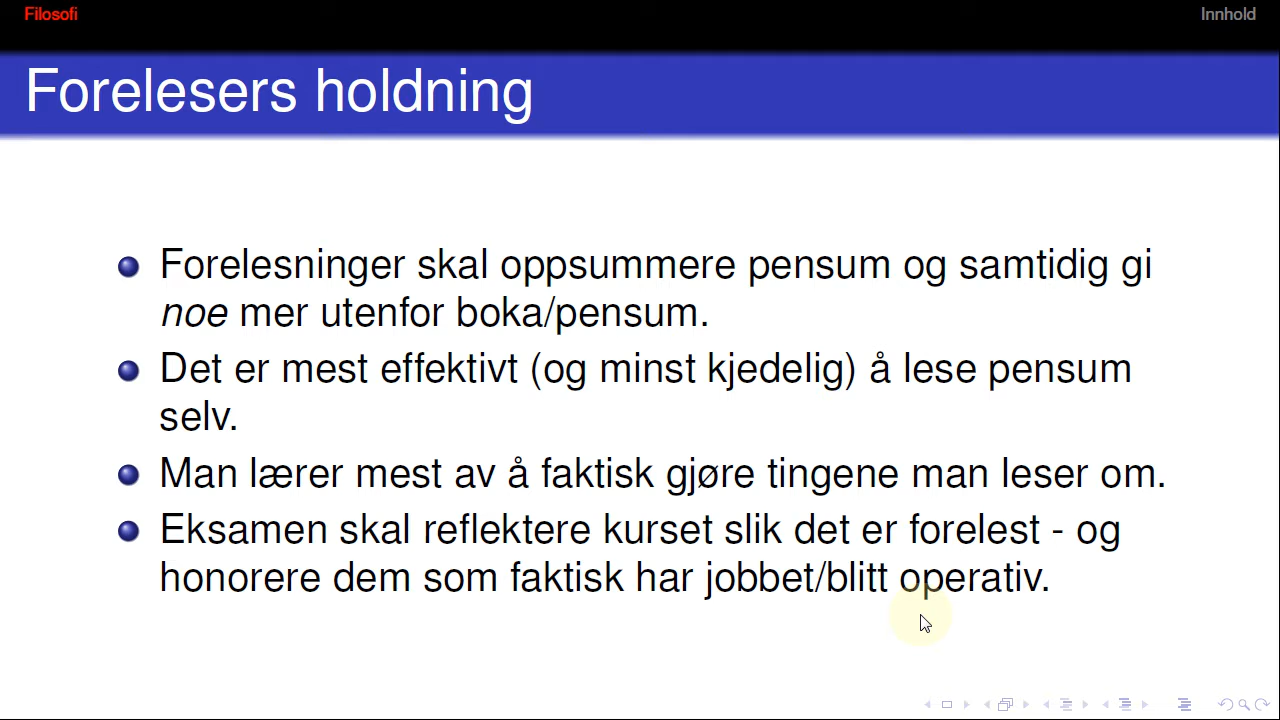 Filosofi
Innhold
Forelesers holdning
Forelesninger skal oppsummere pensum og samtidig gi
noe mer utenfor boka/pensum.
Det er mest effektivt (og minst kjedelig) å lese pensum
selv.
Man lærer mest av å faktisk gjøre tingene man leser om.
Eksamen skal reflektere kurset slik det er forelest - og
honorere dem som faktisk har jobbet/blitt operativ.